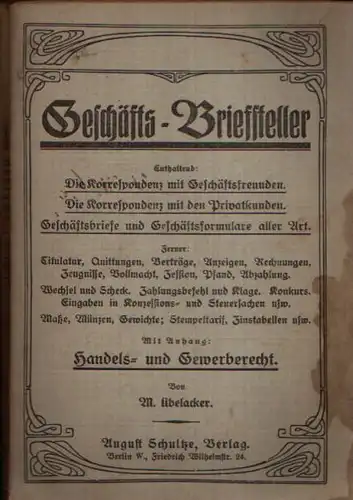 Geschäfts-Briefsteller
Enthaltend:
Die Korrespondenz mit Geschäftsfreunden.
Die Korrespondenz mit den Privatkunden.
Geschäftsbriefe und Geschäftsformulare aller Art.
Ferner:
Titulatur, Quittungen, Verträge, Anzeigen, Rechnungen,
Zeugnisse, Vollmacht, Zession, Pfand, Abzahlung.
Wechsel und Scheck. Zahlungsbefehl und Klage. Konkurs.
Eingaben in Konzessions- und Steuersachen usw.
Maße, Münzen, Gewichte; Stempeltarif, Zinstabellen usw.
Mit Anhang:
Handels- und Gewerberecht.
Von
M. Übelacker.
August Schultze, Verlag.
Berlin W., Friedrich Wilhelmstr. 24.